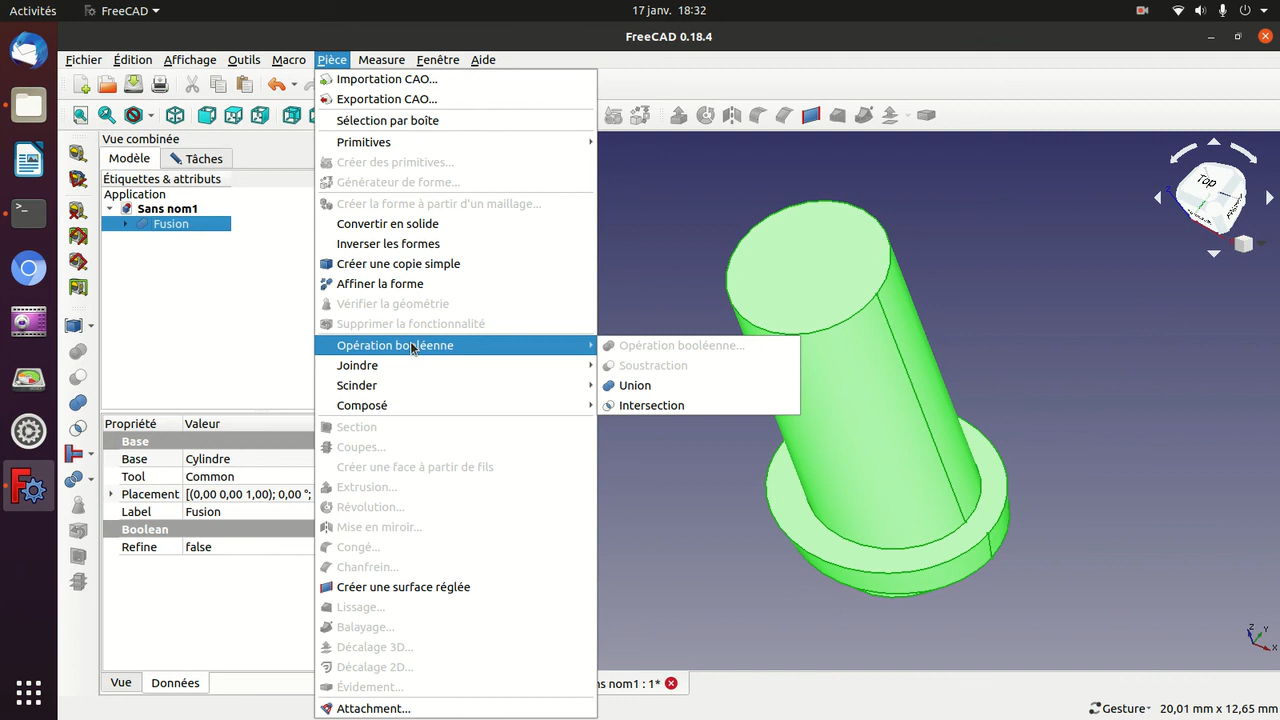 Activités
FreeCAD
17 janv. 18:32
FreeCAD 0.18.4
Fichier Édition Affichage Outils Macro Pièce Measure Fenêtre Aide
Vue combinée
Modèle Tâches
Étiquettes & attributs
Application
Sans nom1
Fusion
Importation CAO...
Exportation CAO...
Sélection par boîte
Primitives
Créer des primitives...
Générateur de forme...
Créer la forme à partir d'un maillage...
Convertir en solide
Inverser les formes
Créer une copie simple
Affiner la forme
Vérifier la géométrie
Supprimer la fonctionnalité
Opération booléenne
Joindre
Scinder
Composé
Section
Coupes...
Créer une face à partir de fils
Extrusion...
Révolution...
Mise en miroir...
Congé...
Chanfrein...
Créer une surface réglée
Lissage...
Balayage...
Décalage 3D...
Décalage 2D...
Évidement...
Attachment...
Opération booléenne...
Soustraction
Union
Intersection
Propriété Valeur
Base
Base Cylindre
Tool Common
Placement [(0,00 0,00 1,00); 0,00 °;
Label Fusion
Boolean
Refine false
Vue Données
Top
Z
Z Y X
ns nom1 : 1*
Gesture 20,01 mm x 12,65 mm